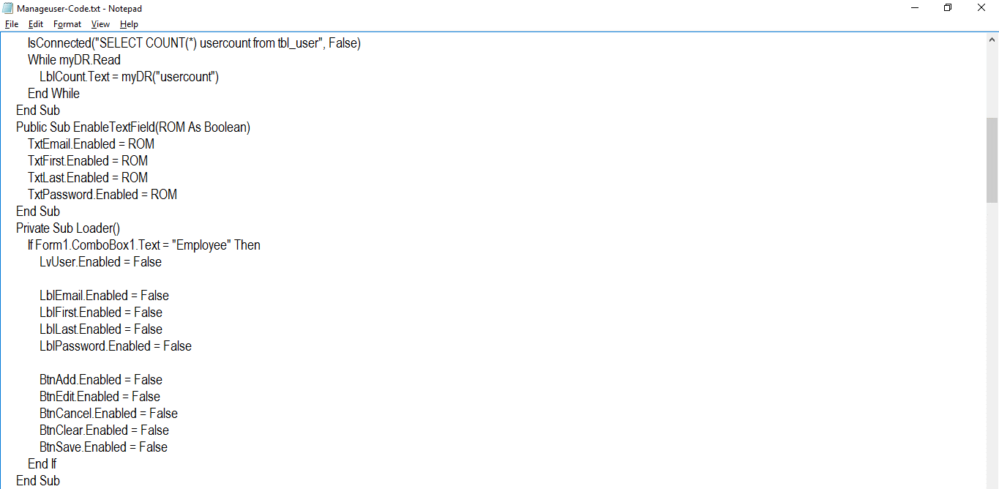 Manageuser-Code.txt - Notepad
File Edit Format View Help
IsConnected("SELECT COUNT(*) usercount from tbl_user", False)
While myDR.Read
LblCount.Text = myDR("usercount")
End While
End Sub
Public Sub EnableTextField(ROM As Boolean)
TxtEmail.Enabled = ROM
TxtFirst.Enabled = ROM
TxtLast.Enabled = ROM
TxtPassword.Enabled = ROM
End Sub
Private Sub Loader()
If Form1.ComboBox1.Text = "Employee" Then
LvUser.Enabled = False
LblEmail.Enabled = False
LblFirst.Enabled = False
LblLast.Enabled = False
LblPassword.Enabled = False
BtnAdd.Enabled = False
BtnEdit.Enabled = False
BtnCancel.Enabled = False
BtnClear.Enabled = False
BtnSave.Enabled = False
End If
End Sub